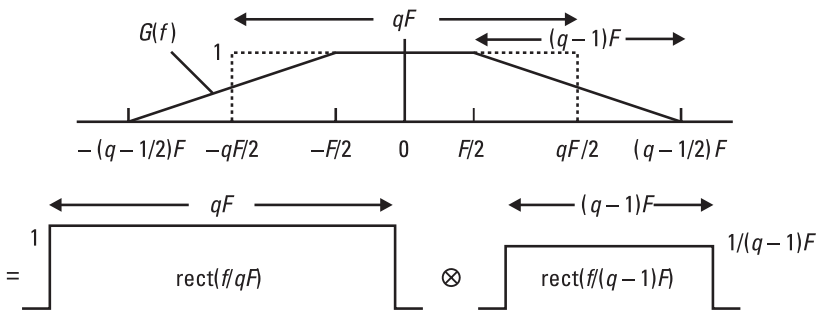 qF
G(f)
1
(q – 1)F
– (q – 1/2)F –qF/2 –F/2 0 F/2 qF/2 (q – 1/2) F
qF
(q – 1)F
1
1/(q – 1)F
= rect(f/qF) ⊗ rect(f/(q – 1)F)